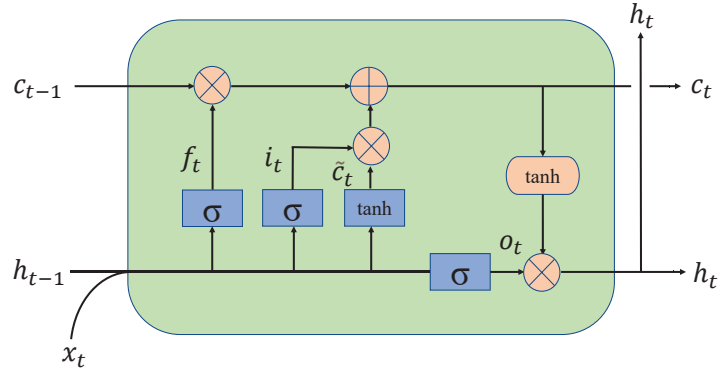 h_t
c_{t-1}
c_t
f_t
i_t
c̃_t
tanh
σ
σ
tanh
o_t
h_{t-1}
σ
h_t
x_t